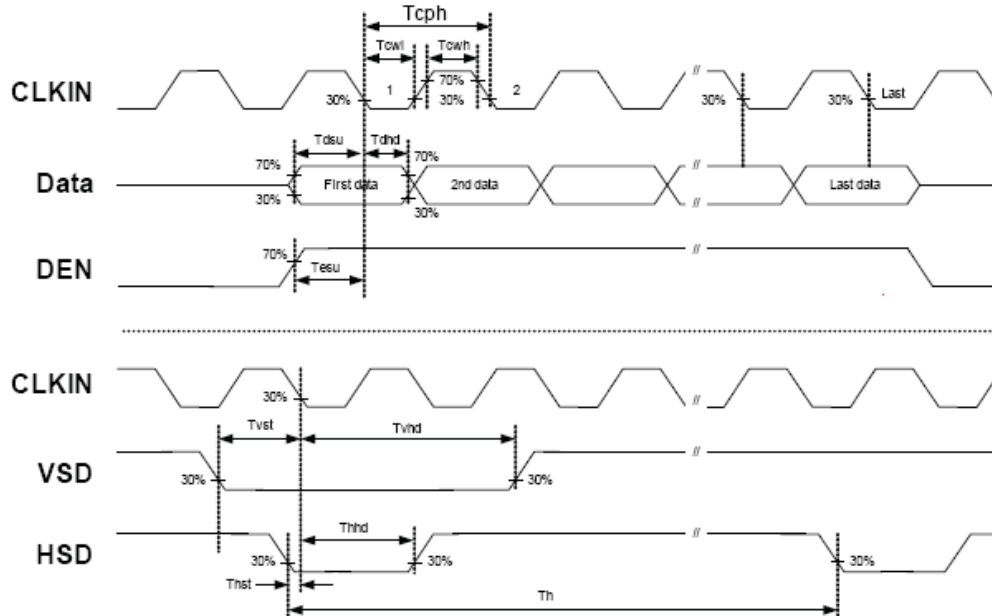 Tcph
Tcwl Tcwh
CLKIN 30% 1 70% 30% 2 // 30% 30% Last
Tdsu Tdhd
70% 70%
Data First data 2nd data // Last data
30% 30%
DEN 70% Tesu //
CLKIN 30% //
Tvst Tvhd
VSD 30% 30% //
HSD 30% Thhd 30% // 30%
Thst
Th